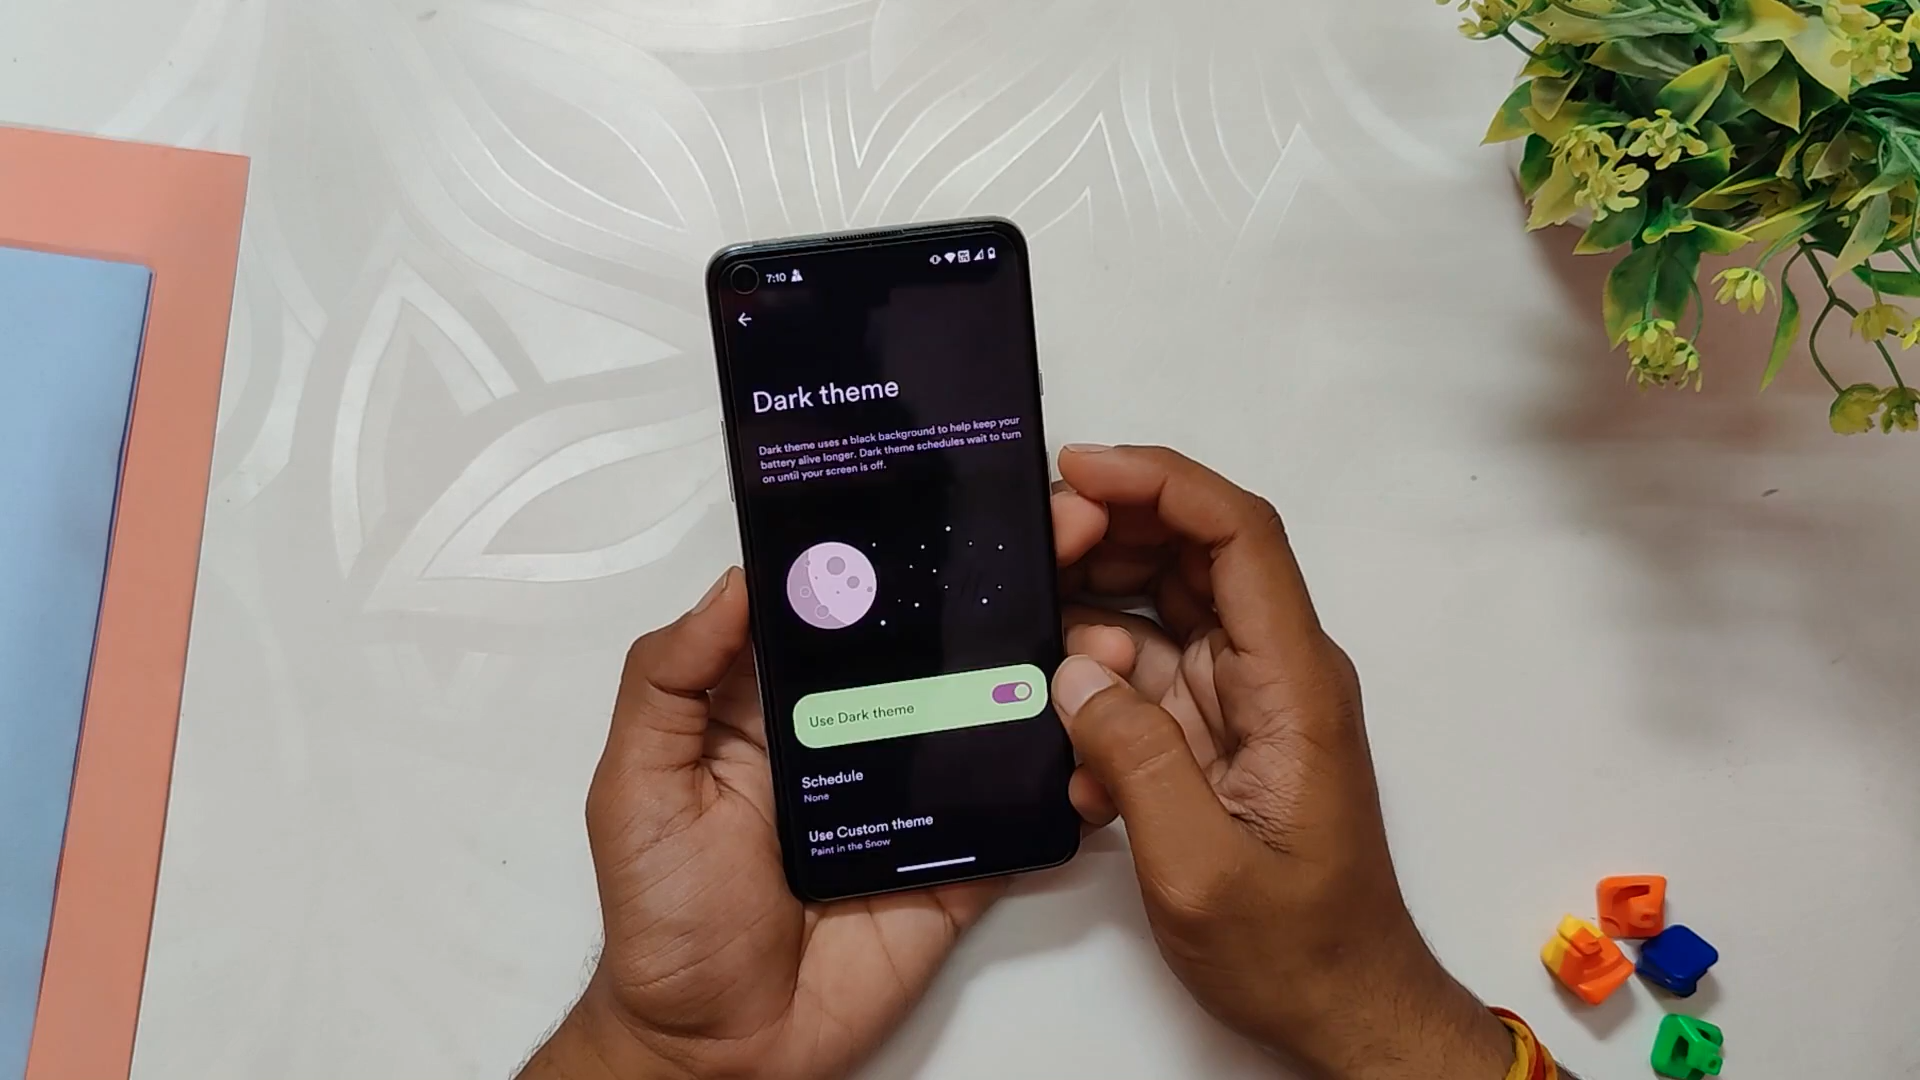 7:10
Dark theme
Dark theme uses a black background to help keep your
battery alive longer. Dark theme schedules wait to turn
on until your screen is off.
Use Dark theme
Schedule
None
Use Custom theme
Paint in the Snow